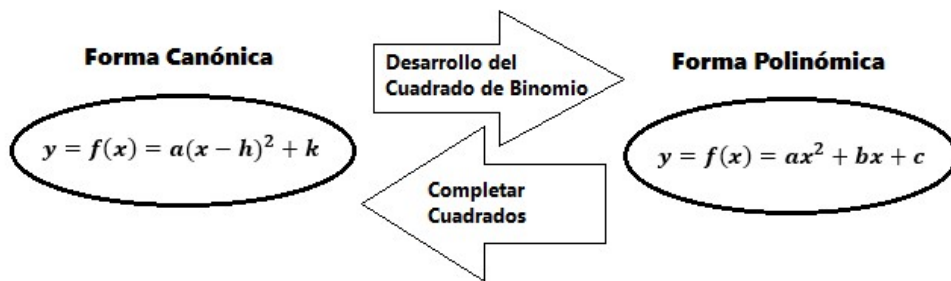 Forma Canónica
y = f(x) = a(x − h)² + k
Desarrollo del
Cuadrado de Binomio
Completar
Cuadrados
Forma Polinómica
y = f(x) = ax² + bx + c